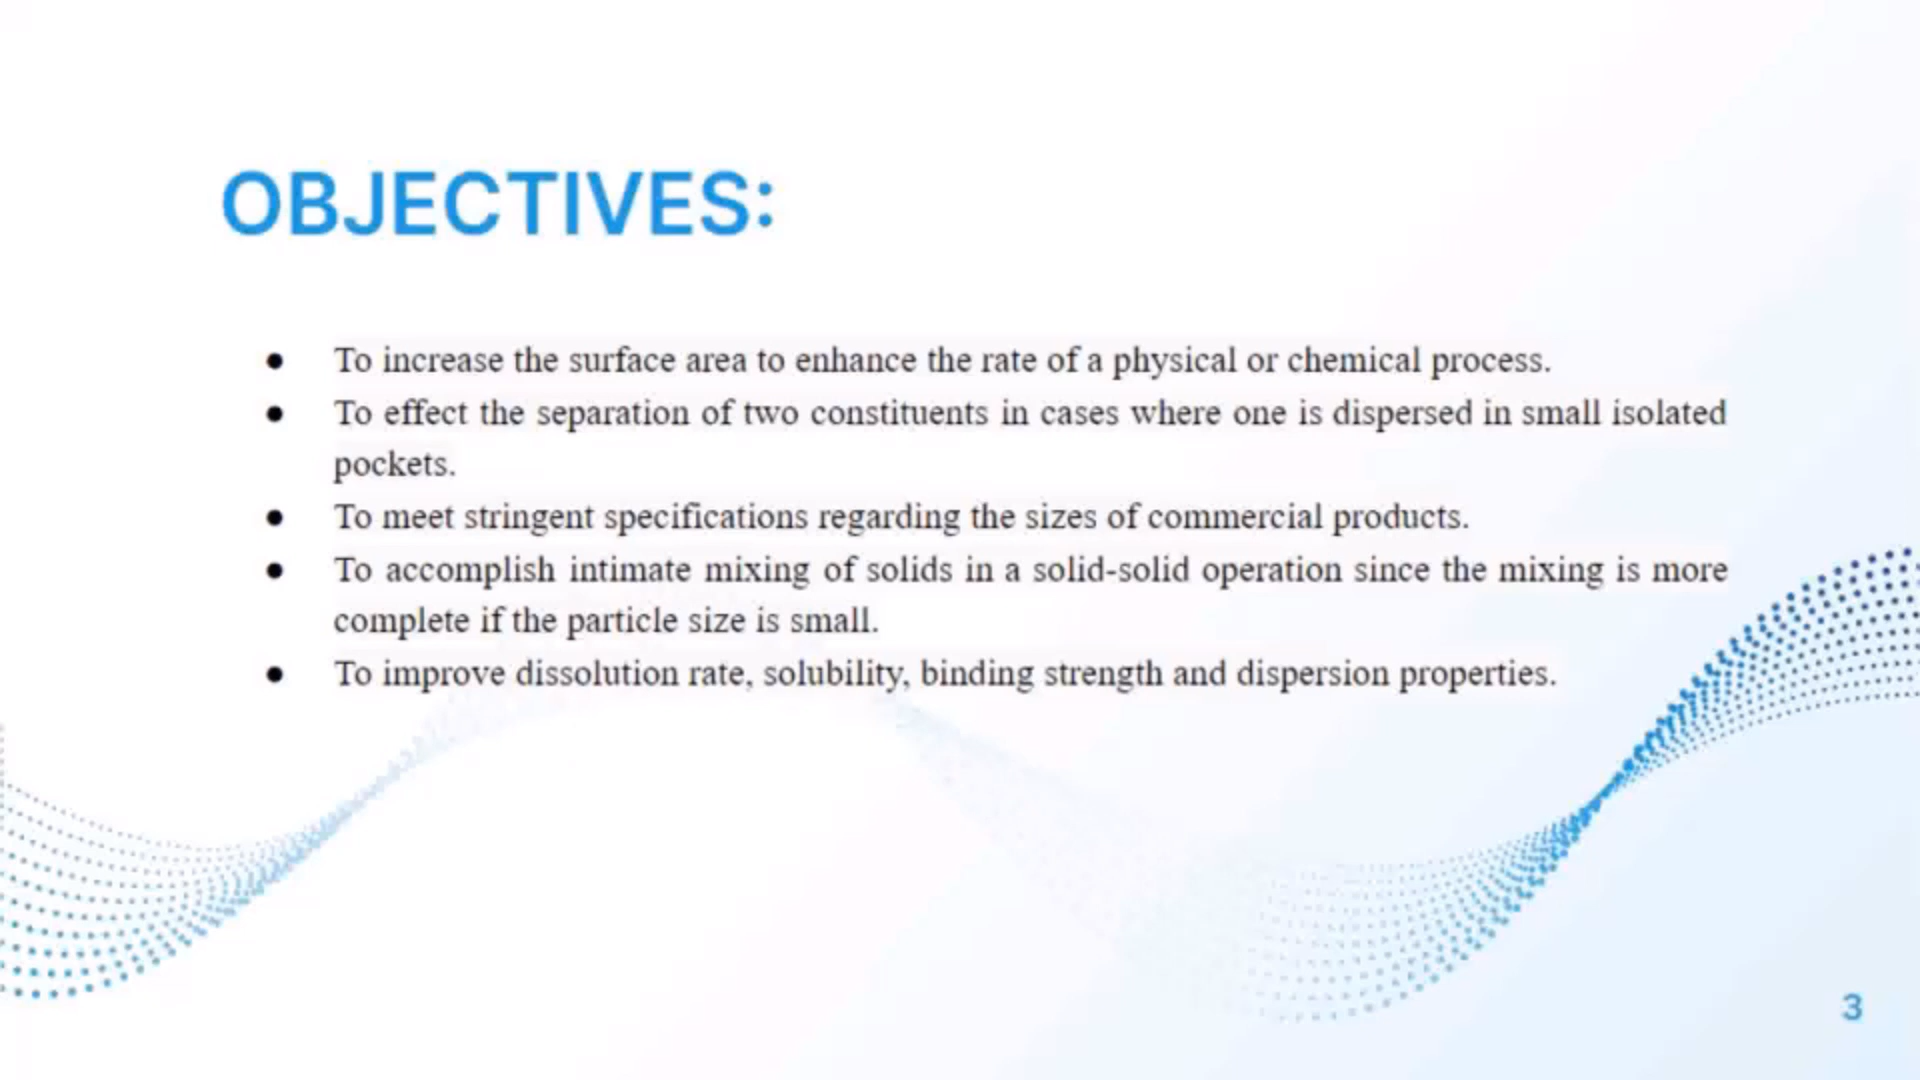 OBJECTIVES:
● To increase the surface area to enhance the rate of a physical or chemical process.
● To effect the separation of two constituents in cases where one is dispersed in small isolated
pockets.
● To meet stringent specifications regarding the sizes of commercial products.
● To accomplish intimate mixing of solids in a solid-solid operation since the mixing is more
complete if the particle size is small.
● To improve dissolution rate, solubility, binding strength and dispersion properties.
3